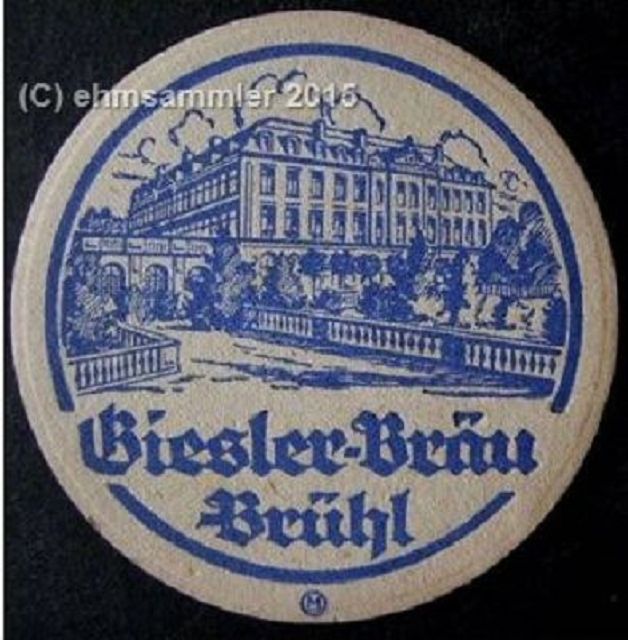 (C) ehmsammler 2015
Giesler-Bräu
Brühl
M